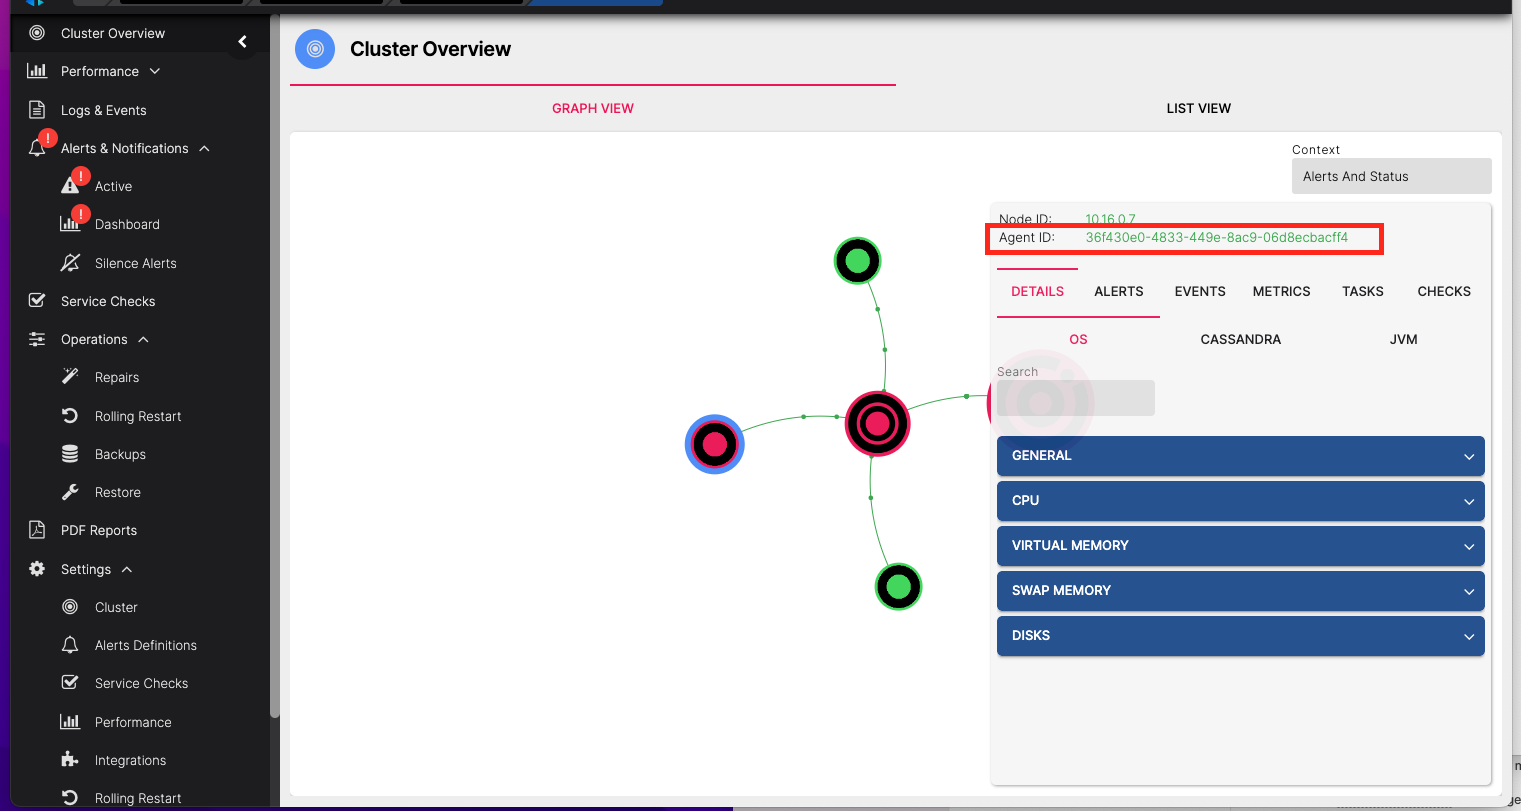 Cluster Overview
Performance
Logs & Events
!
Alerts & Notifications
!
Active
!
Dashboard
Silence Alerts
Service Checks
Operations
Repairs
Rolling Restart
Backups
Restore
PDF Reports
Settings
Cluster
Alerts Definitions
Service Checks
Performance
Integrations
Rolling Restart
Cluster Overview
GRAPH VIEW
LIST VIEW
Context
Alerts And Status
Node ID: 10.16.0.7
Agent ID: 36f430e0-4833-449e-8ac9-06d8ecbacff4
DETAILS ALERTS EVENTS METRICS TASKS CHECKS
OS CASSANDRA JVM
Search
GENERAL
CPU
VIRTUAL MEMORY
SWAP MEMORY
DISKS